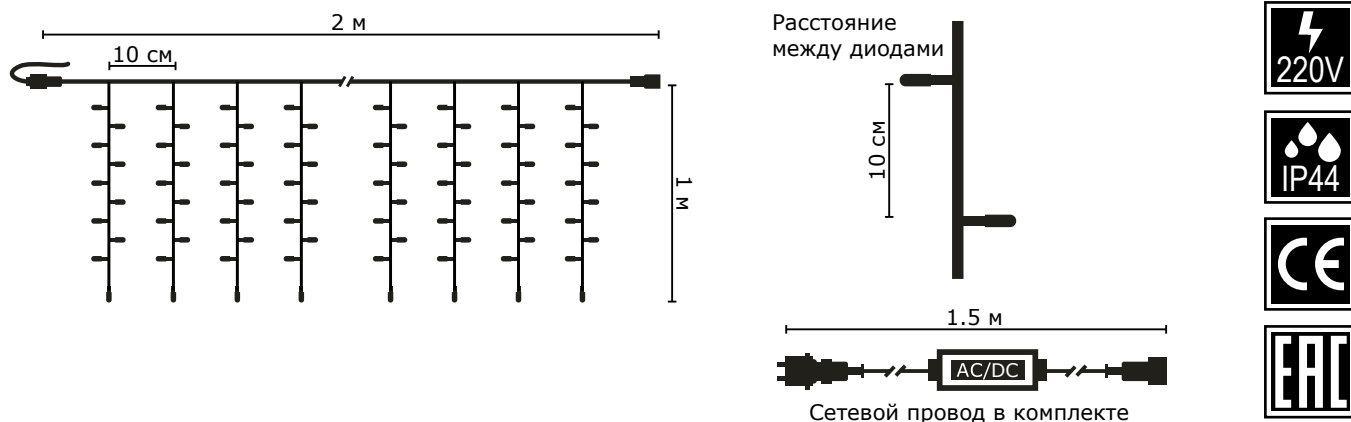 2 м
10 см
1 м
Расстояние
между диодами
10 см
1.5 м
AC/DC
Сетевой провод в комплекте
220V
IP44
CE
EAC